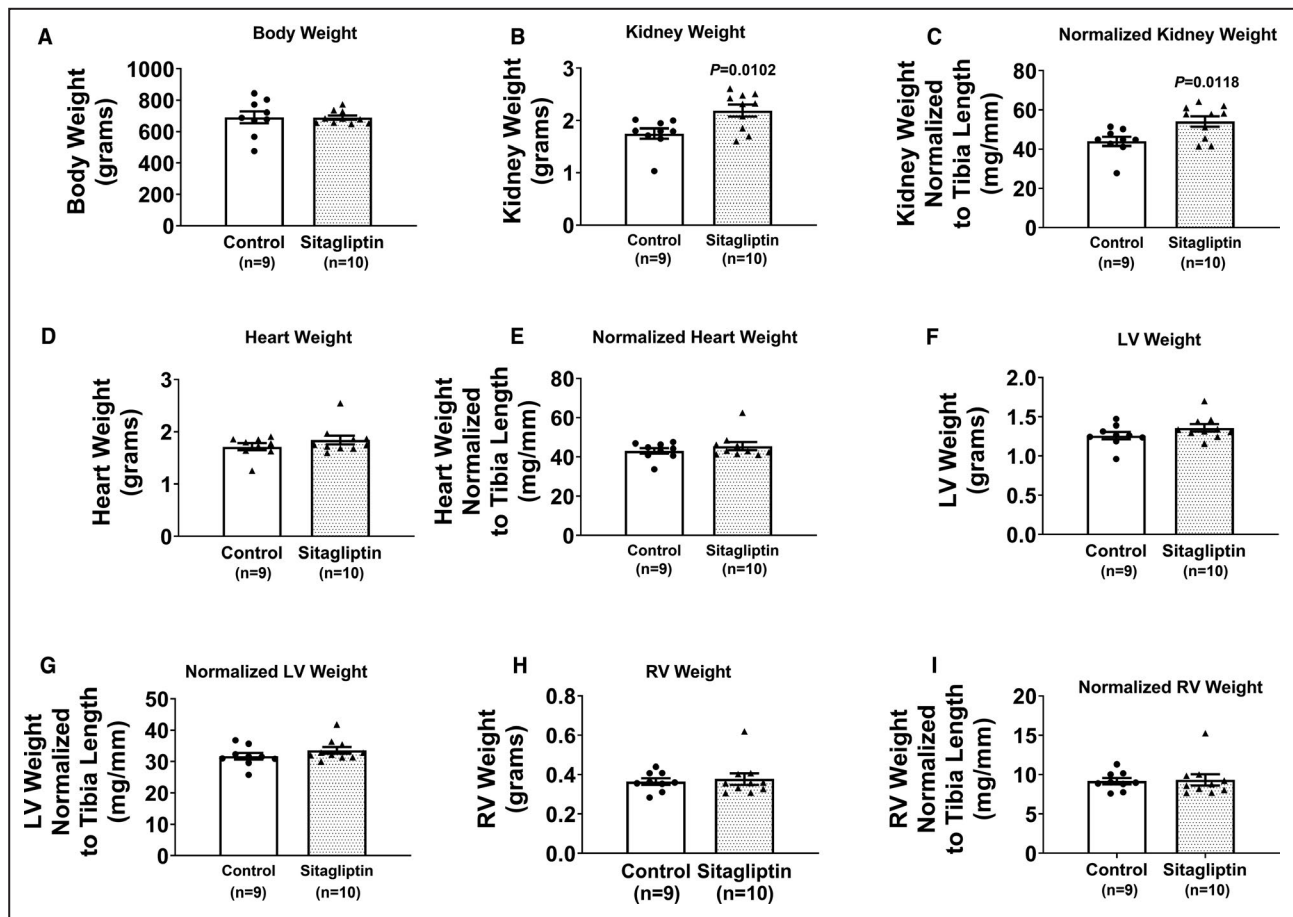 A
Body Weight
Body Weight
(grams)
1000
800
600
400
200
0
Control
(n=9)
Sitagliptin
(n=10)
B
Kidney Weight
Kidney Weight
(grams)
3
2
1
0
P=0.0102
Control
(n=9)
Sitagliptin
(n=10)
C
Normalized Kidney Weight
Kidney Weight
Normalized
to Tibia Length
(mg/mm)
80
60
40
20
0
P=0.0118
Control
(n=9)
Sitagliptin
(n=10)
D
Heart Weight
Heart Weight
(grams)
3
2
1
0
Control
(n=9)
Sitagliptin
(n=10)
E
Normalized Heart Weight
Heart Weight
Normalized
to Tibia Length
(mg/mm)
80
60
40
20
0
Control
(n=9)
Sitagliptin
(n=10)
F
LV Weight
LV Weight
(grams)
2.0
1.5
1.0
0.5
0.0
Control
(n=9)
Sitagliptin
(n=10)
G
Normalized LV Weight
LV Weight
Normalized
to Tibia Length
(mg/mm)
50
40
30
20
10
0
Control
(n=9)
Sitagliptin
(n=10)
H
RV Weight
RV Weight
(grams)
0.8
0.6
0.4
0.2
0.0
Control
(n=9)
Sitagliptin
(n=10)
I
Normalized RV Weight
RV Weight
Normalized
to Tibia Length
(mg/mm)
20
15
10
5
0
Control
(n=9)
Sitagliptin
(n=10)